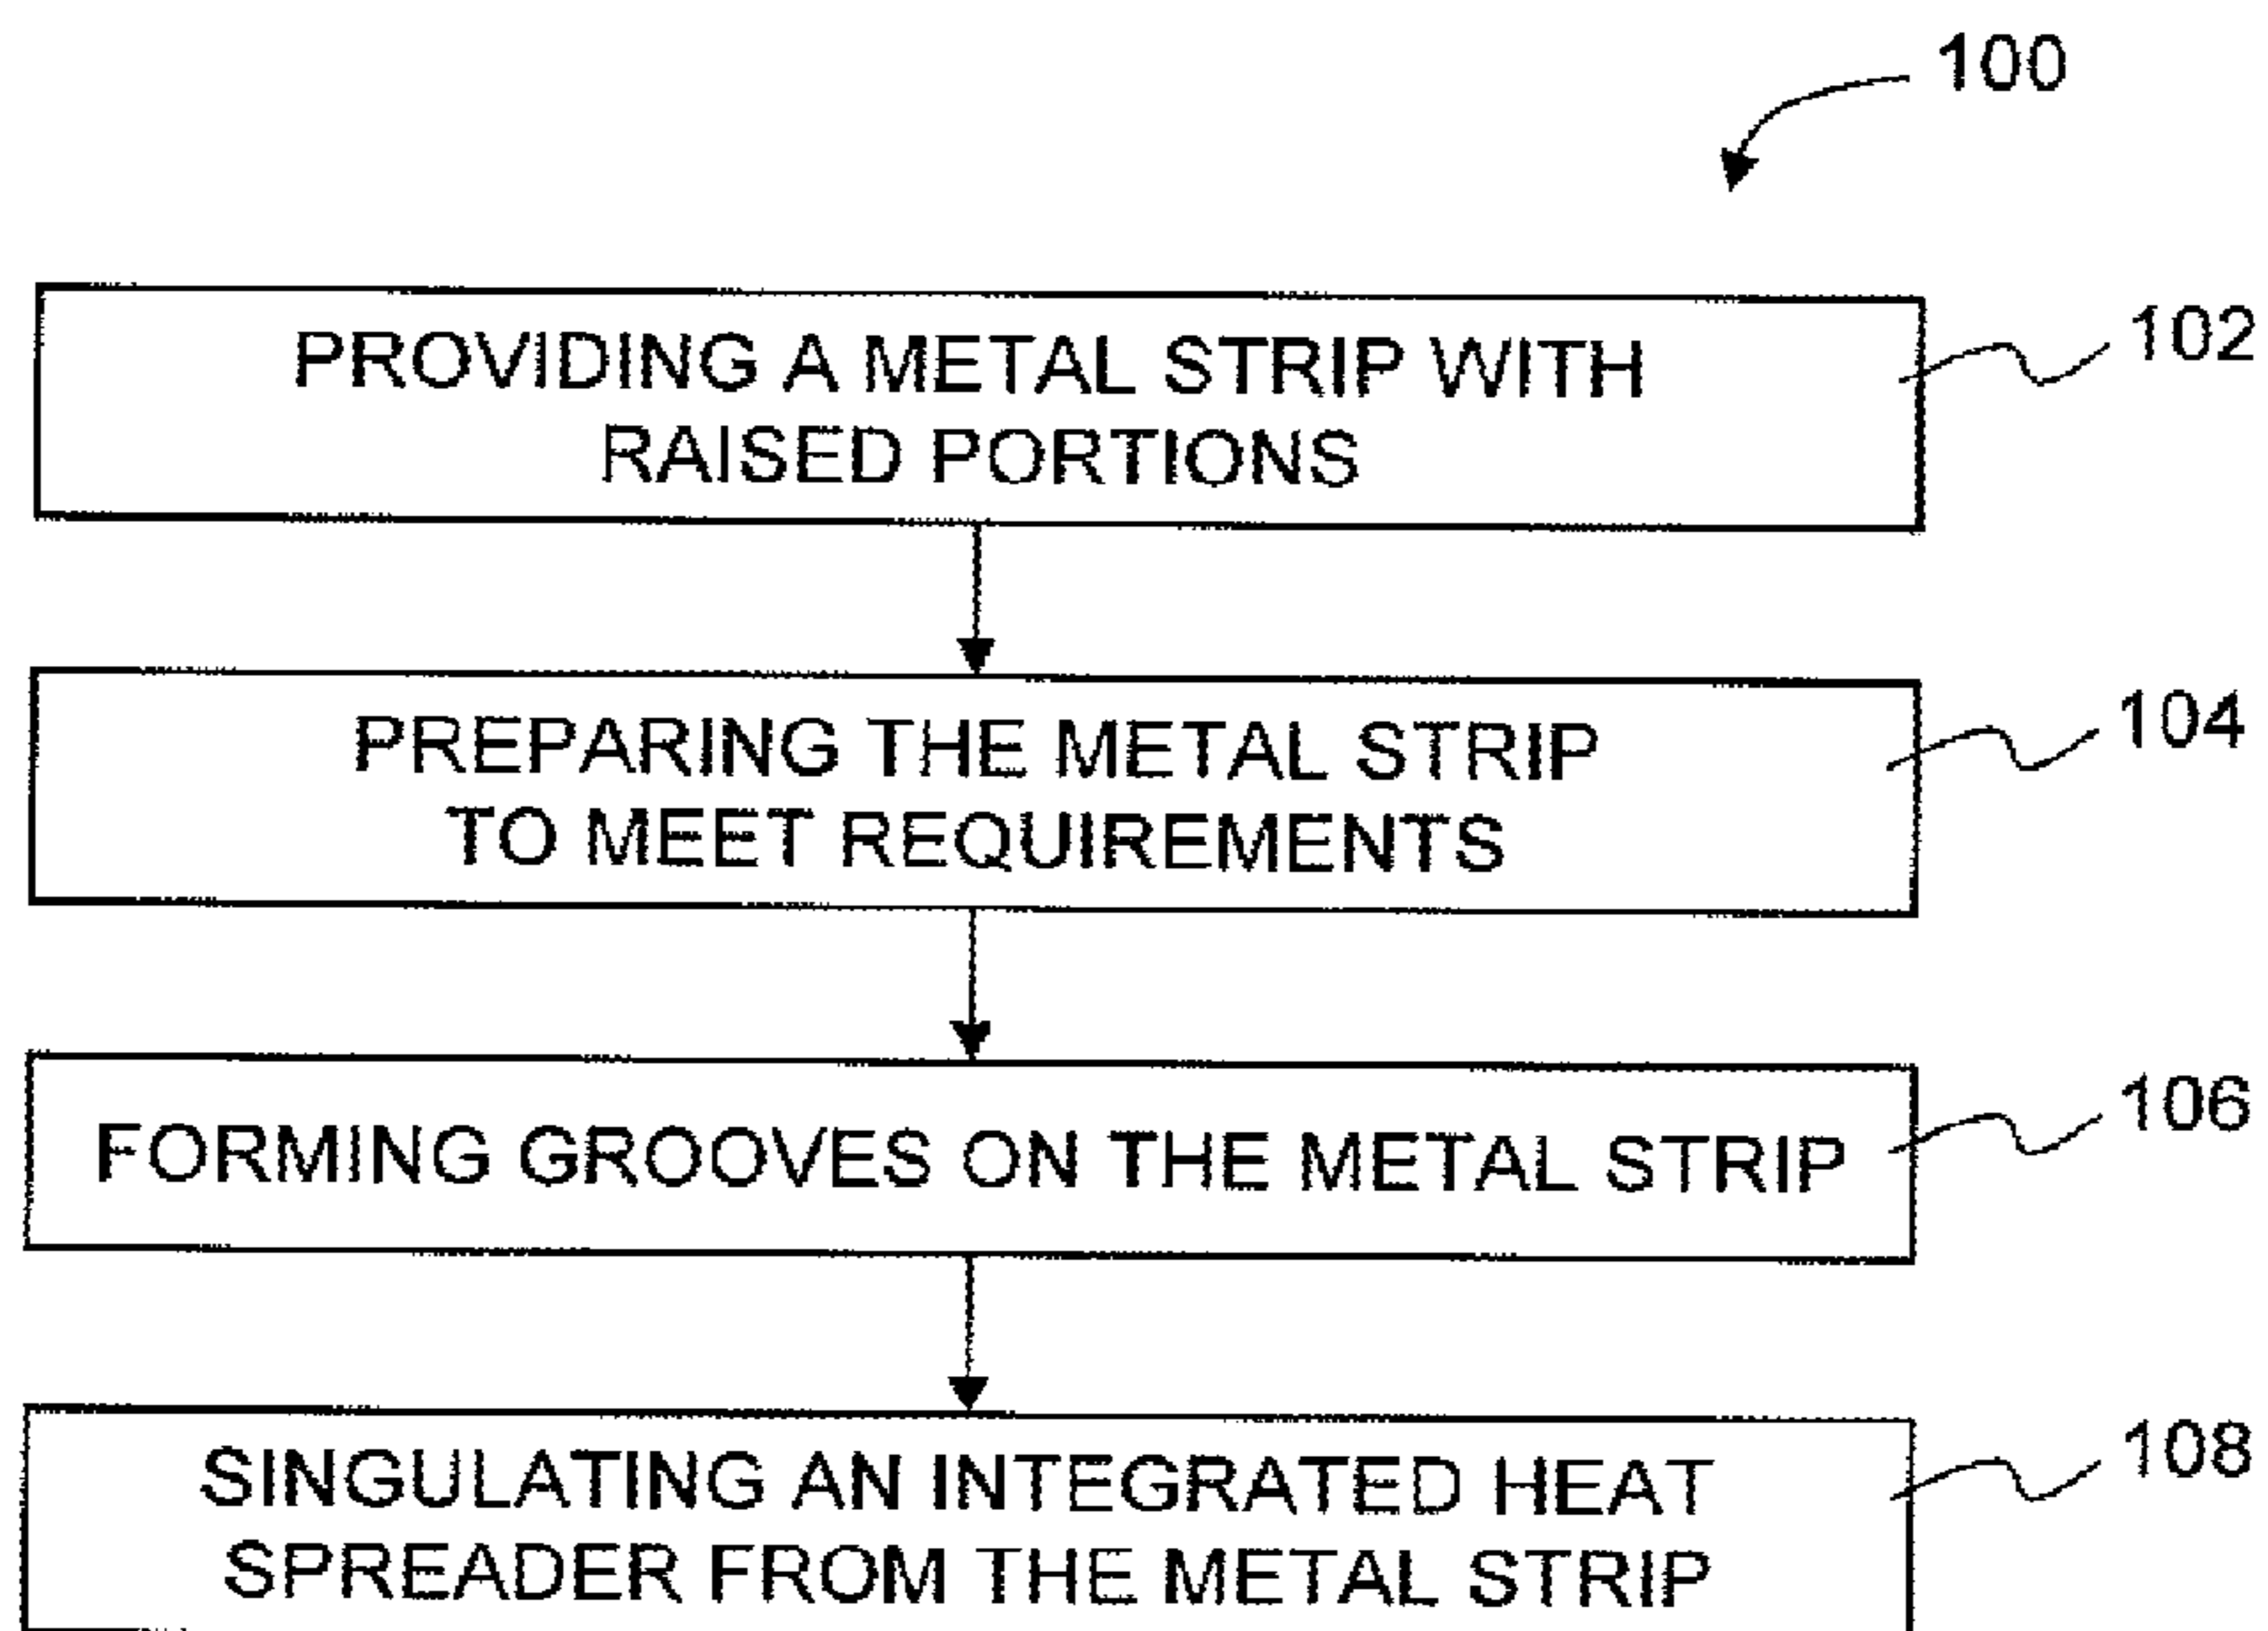 100
PROVIDING A METAL STRIP WITH
RAISED PORTIONS
102
PREPARING THE METAL STRIP
TO MEET REQUIREMENTS
104
FORMING GROOVES ON THE METAL STRIP
106
SINGULATING AN INTEGRATED HEAT
SPREADER FROM THE METAL STRIP
108